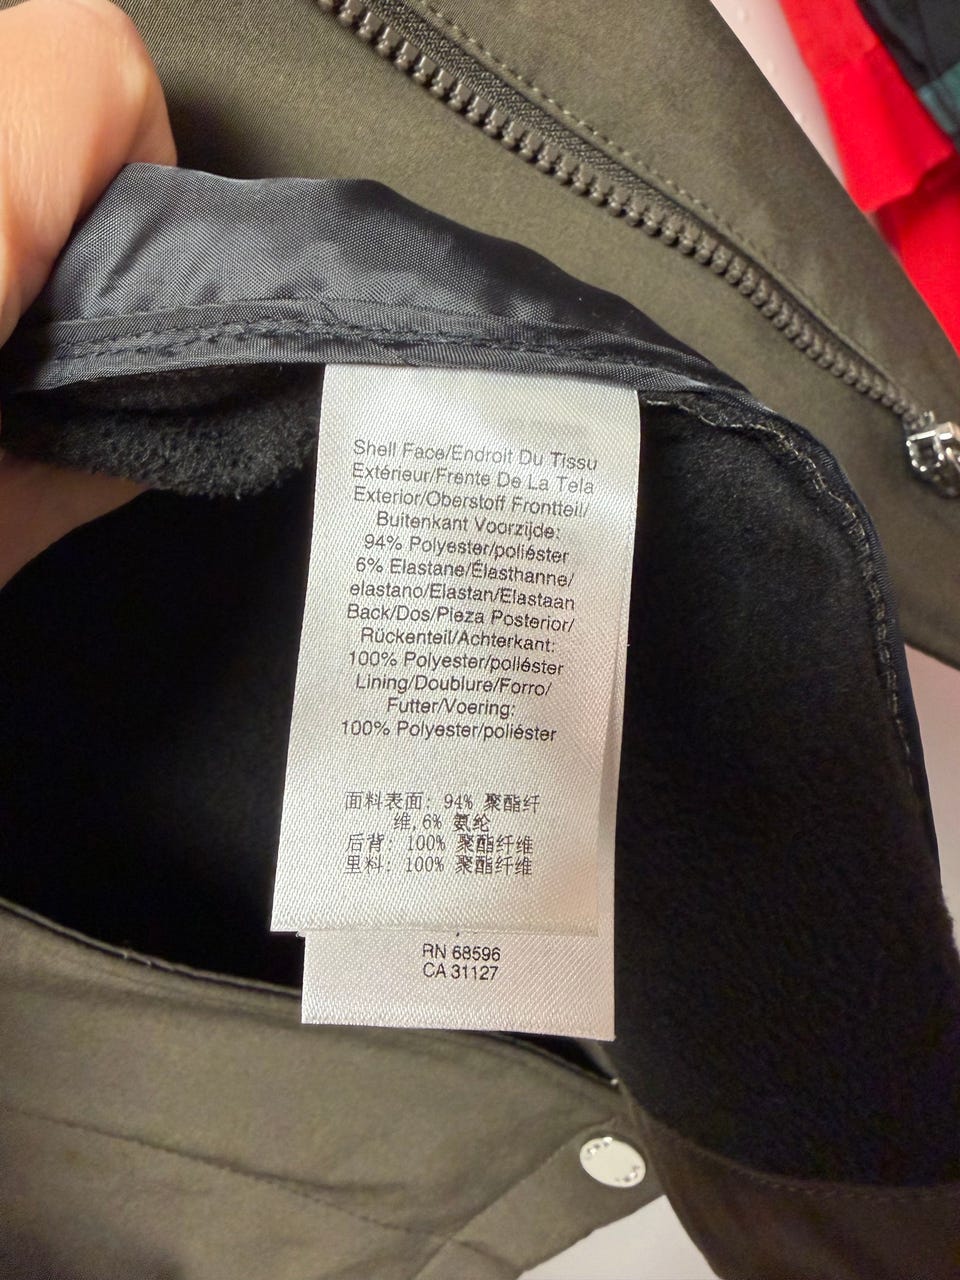 Shell Face/Endroit Du Tissu
Extérieur/Frente De La Tela
Exterior/Oberstoff Frontteil/
Buitenkant Voorzijde:
94% Polyester/poliéster
6% Elastane/Élasthanne/
elastano/Elastan/Elastaan
Back/Dos/Pieza Posterior/
Rückenteil/Achterkant:
100% Polyester/poliéster
Lining/Doublure/Forro/
Futter/Voering:
100% Polyester/poliéster
面料表面: 94% 聚酯纤
维,6% 氨纶
后背: 100% 聚酯纤维
里料: 100% 聚酯纤维
RN 68596
CA 31127